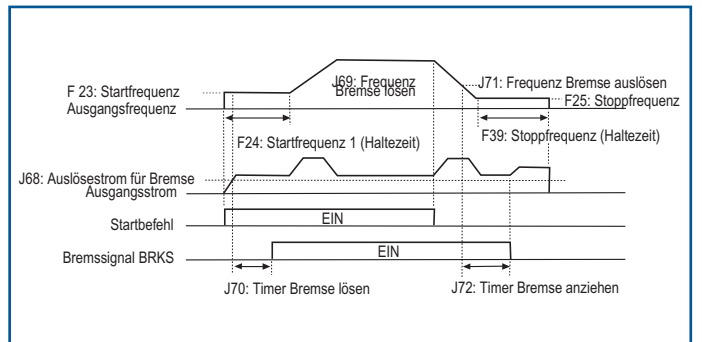 J69: Frequenz
Bremse lösen
J71: Frequenz Bremse auslösen
F 23: Startfrequenz
F25: Stoppfrequenz
Ausgangsfrequenz
F39: Stoppfrequenz (Haltezeit)
F24: Startfrequenz 1 (Haltezeit)
J68: Auslösestrom für Bremse
Ausgangsstrom
EIN
Startbefehl
EIN
Bremssignal BRKS
J70: Timer Bremse lösen
J72: Timer Bremse anziehen